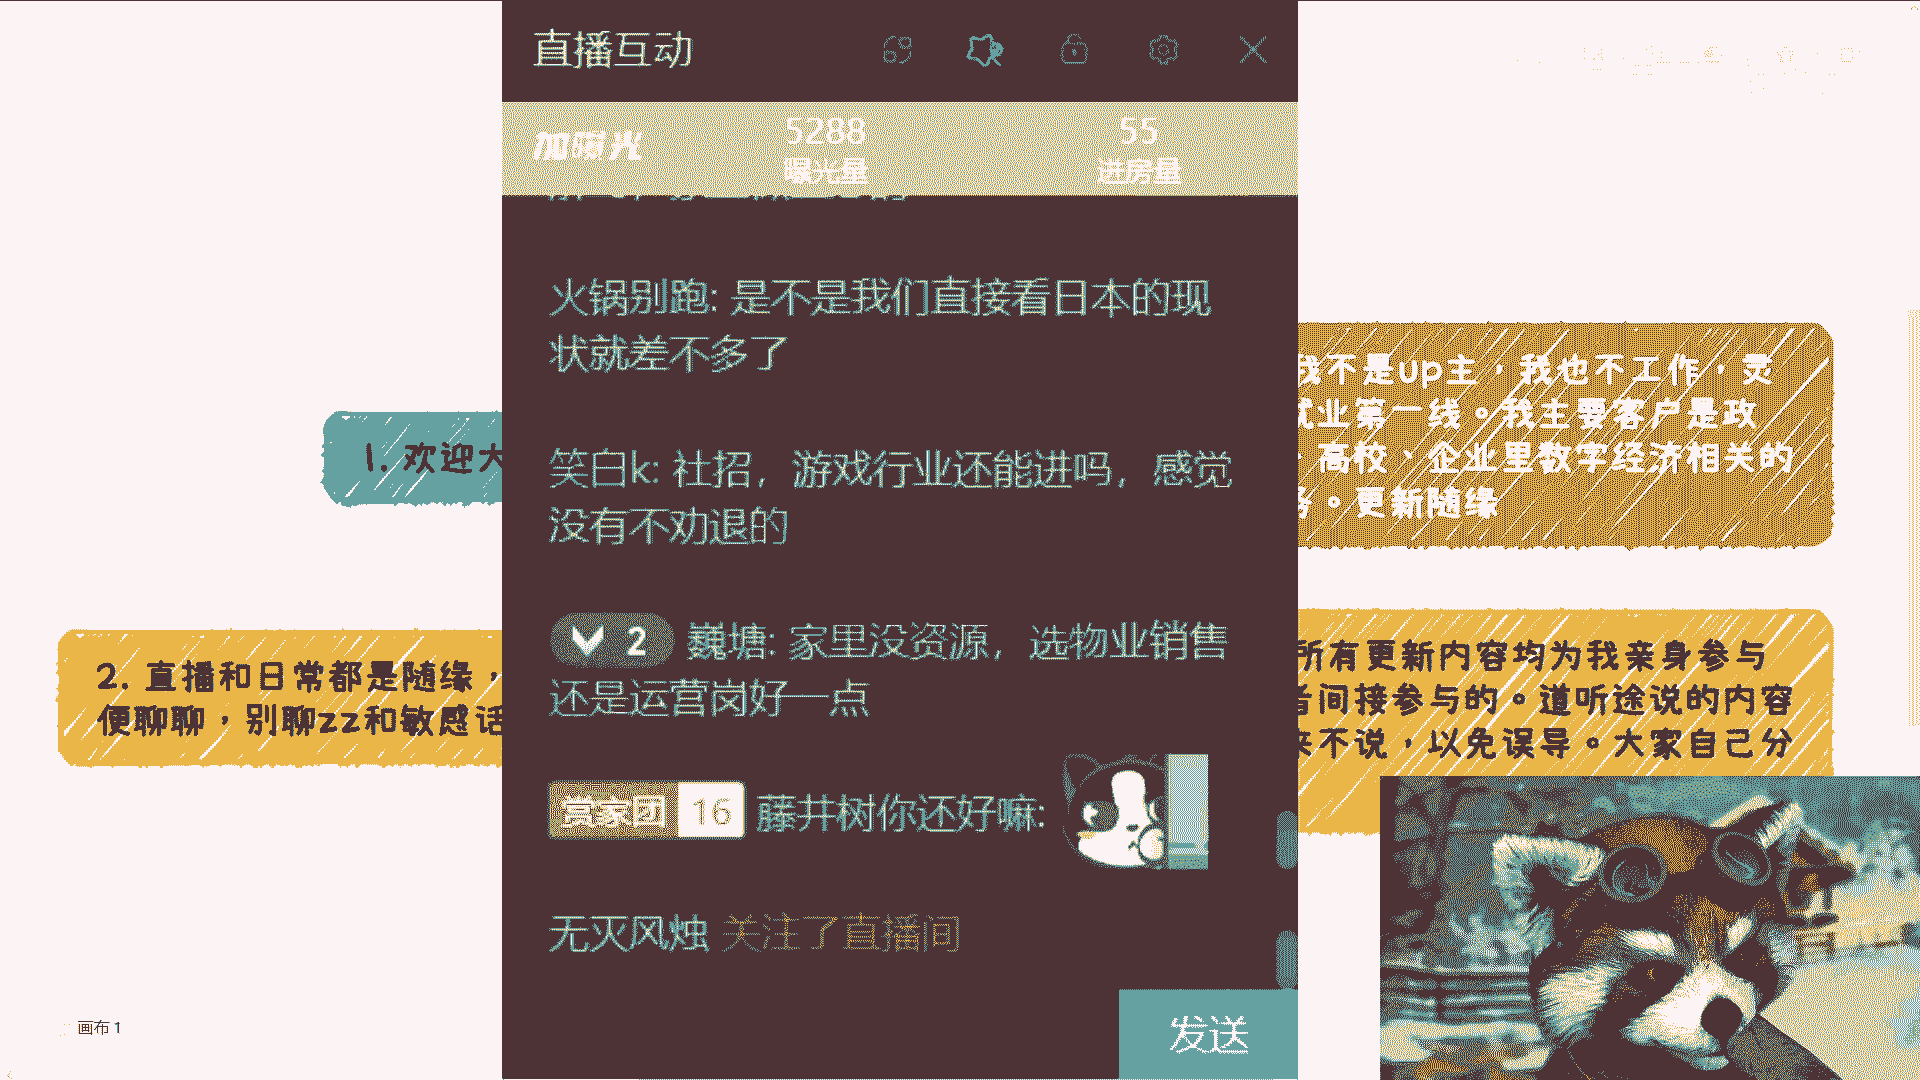 直播互动
加曝光
5288
曝光量
55
进房量
火锅别跑: 是不是我们直接看日本的现
状就差不多了
笑白k: 社招，游戏行业还能进吗，感觉
没有不劝退的
2 巍塘: 家里没资源，选物业销售
还是运营岗好一点
赏家团 16 藤井树你还好嘛:
无灭风烛 关注了直播间
发送
1. 欢迎大
2. 直播和日常都是随缘，
便聊聊，别聊zz和敏感话
我不是up主，我也不工作，灵
就业第一线。我主要客户是政
、高校、企业里数字经济相关的
务。更新随缘
所有更新内容均为我亲身参与
者间接参与的。道听途说的内容
来不说，以免误导。大家自己分
画布 1